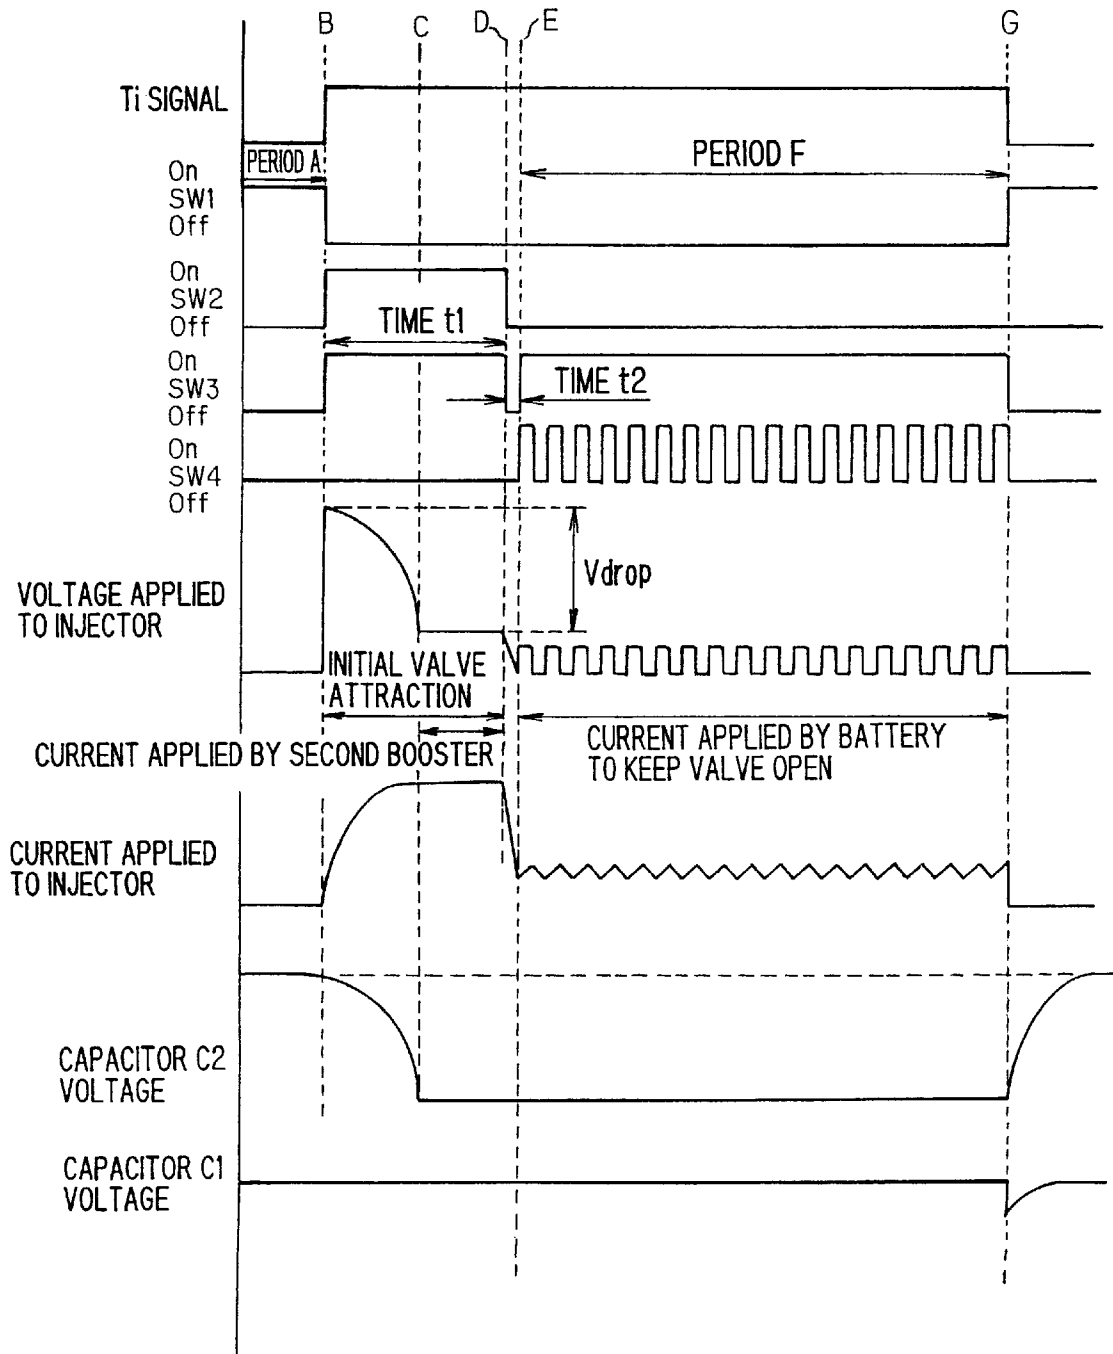 B C D E G
Ti SIGNAL
PERIOD A
PERIOD F
On
SW1
Off
On
SW2
Off
TIME t1
On
SW3
Off
TIME t2
On
SW4
Off
Vdrop
VOLTAGE APPLIED
TO INJECTOR
INITIAL VALVE
ATTRACTION
CURRENT APPLIED BY SECOND BOOSTER
CURRENT APPLIED BY BATTERY
TO KEEP VALVE OPEN
CURRENT APPLIED
TO INJECTOR
CAPACITOR C2
VOLTAGE
CAPACITOR C1
VOLTAGE